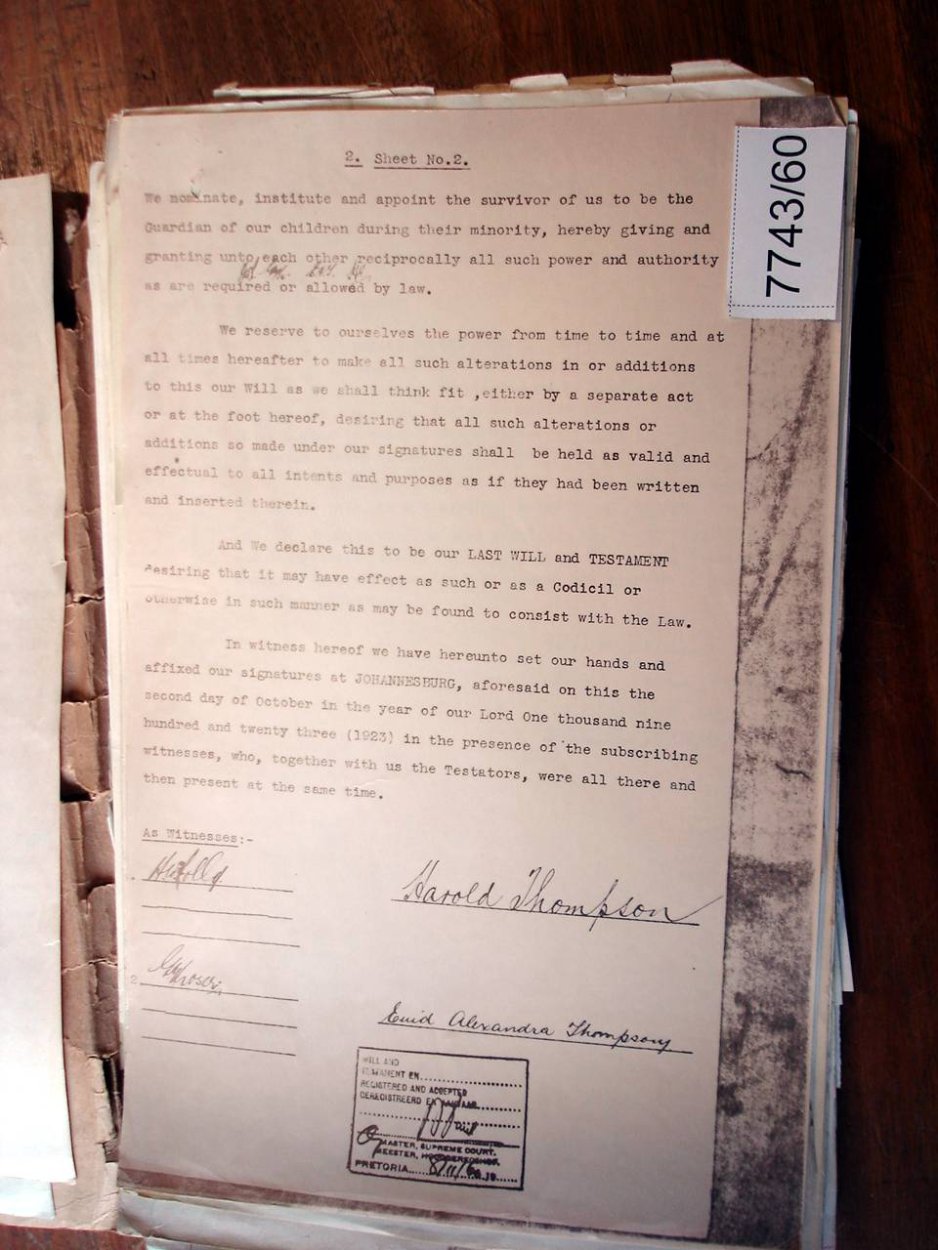 2. Sheet No.2.
7743/60
We nominate, institute and appoint the survivor of us to be the
Guardian of our children during their minority, hereby giving and
granting unto each other reciprocally all such power and authority
as are required or allowed by law.
We reserve to ourselves the power from time to time and at
all times hereafter to make all such alterations in or additions
to this our Will as we shall think fit ,either by a separate act
or at the foot hereof, desiring that all such alterations or
additions so made under our signatures shall be held as valid and
effectual to all intents and purposes as if they had been written
and inserted therein.
And We declare this to be our LAST WILL and TESTAMENT
desiring that it may have effect as such or as a Codicil or
otherwise in such manner as may be found to consist with the Law.
In witness hereof we have hereunto set our hands and
affixed our signatures at JOHANNESBURG, aforesaid on this the
second day of October in the year of our Lord One thousand nine
hundred and twenty three (1923) in the presence of the subscribing
witnesses, who, together with us the Testators, were all there and
then present at the same time.
As Witnesses:-
Harold Thompson
2
Enid Alexandra Thompson
WILL AND
REGISTERED AND ACCEPTED
GEREGISTREERD EN
MASTER, SUPREME COURT.
MEESTER, HOOGGEREGSHOF.
PRETORIA 8/11/60